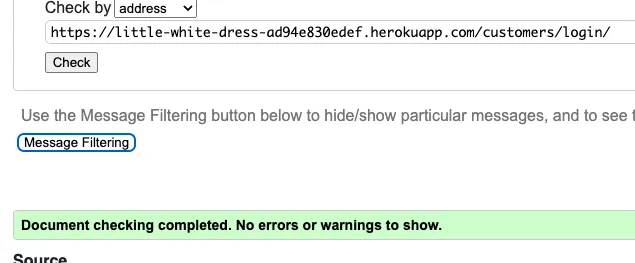 Check by address
https://little-white-dress-ad94e830edef.herokuapp.com/customers/login/
Check
Use the Message Filtering button below to hide/show particular messages, and to see
Message Filtering
Document checking completed. No errors or warnings to show.
Source